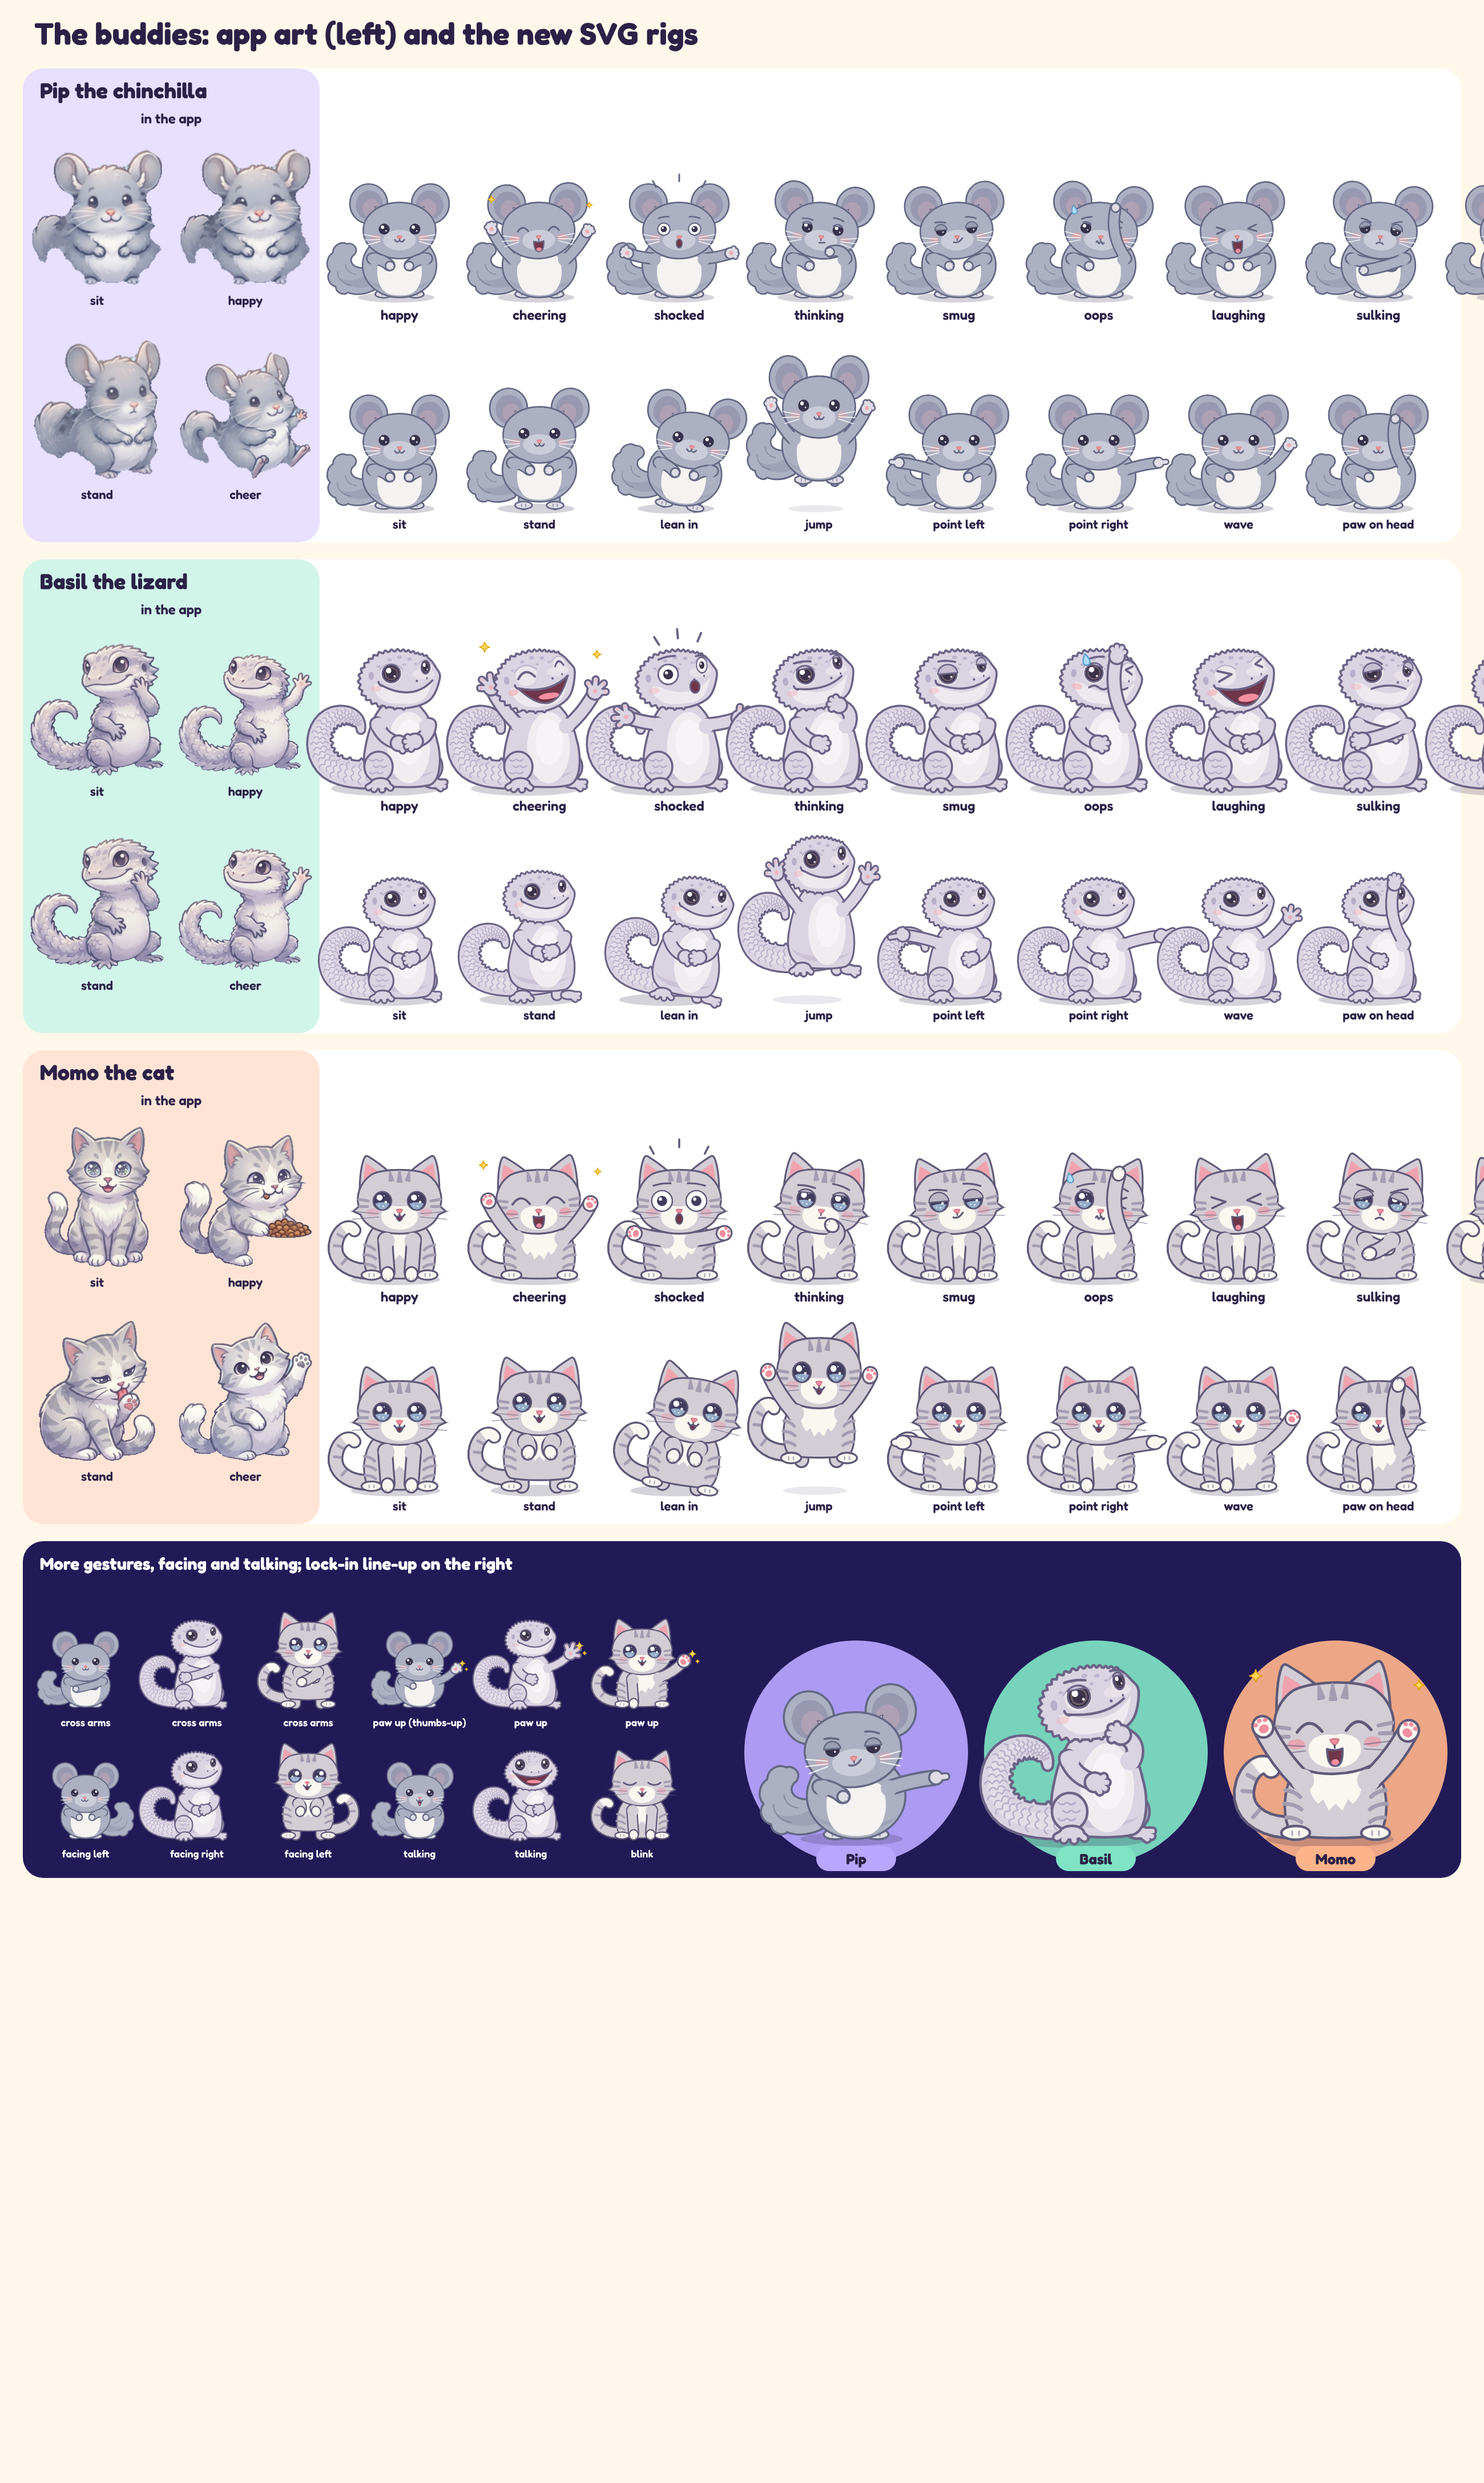 The buddies: app art (left) and the new SVG rigs
Pip the chinchilla
in the app
sit happy
stand cheer
happy cheering shocked thinking smug oops laughing sulking
sit stand lean in jump point left point right wave paw on head
Basil the lizard
in the app
sit happy
stand cheer
happy cheering shocked thinking smug oops laughing sulking
sit stand lean in jump point left point right wave paw on head
Momo the cat
in the app
sit happy
stand cheer
happy cheering shocked thinking smug oops laughing sulking
sit stand lean in jump point left point right wave paw on head
More gestures, facing and talking; lock-in line-up on the right
cross arms cross arms cross arms paw up (thumbs-up) paw up paw up
facing left facing right facing left talking talking blink
Pip Basil Momo